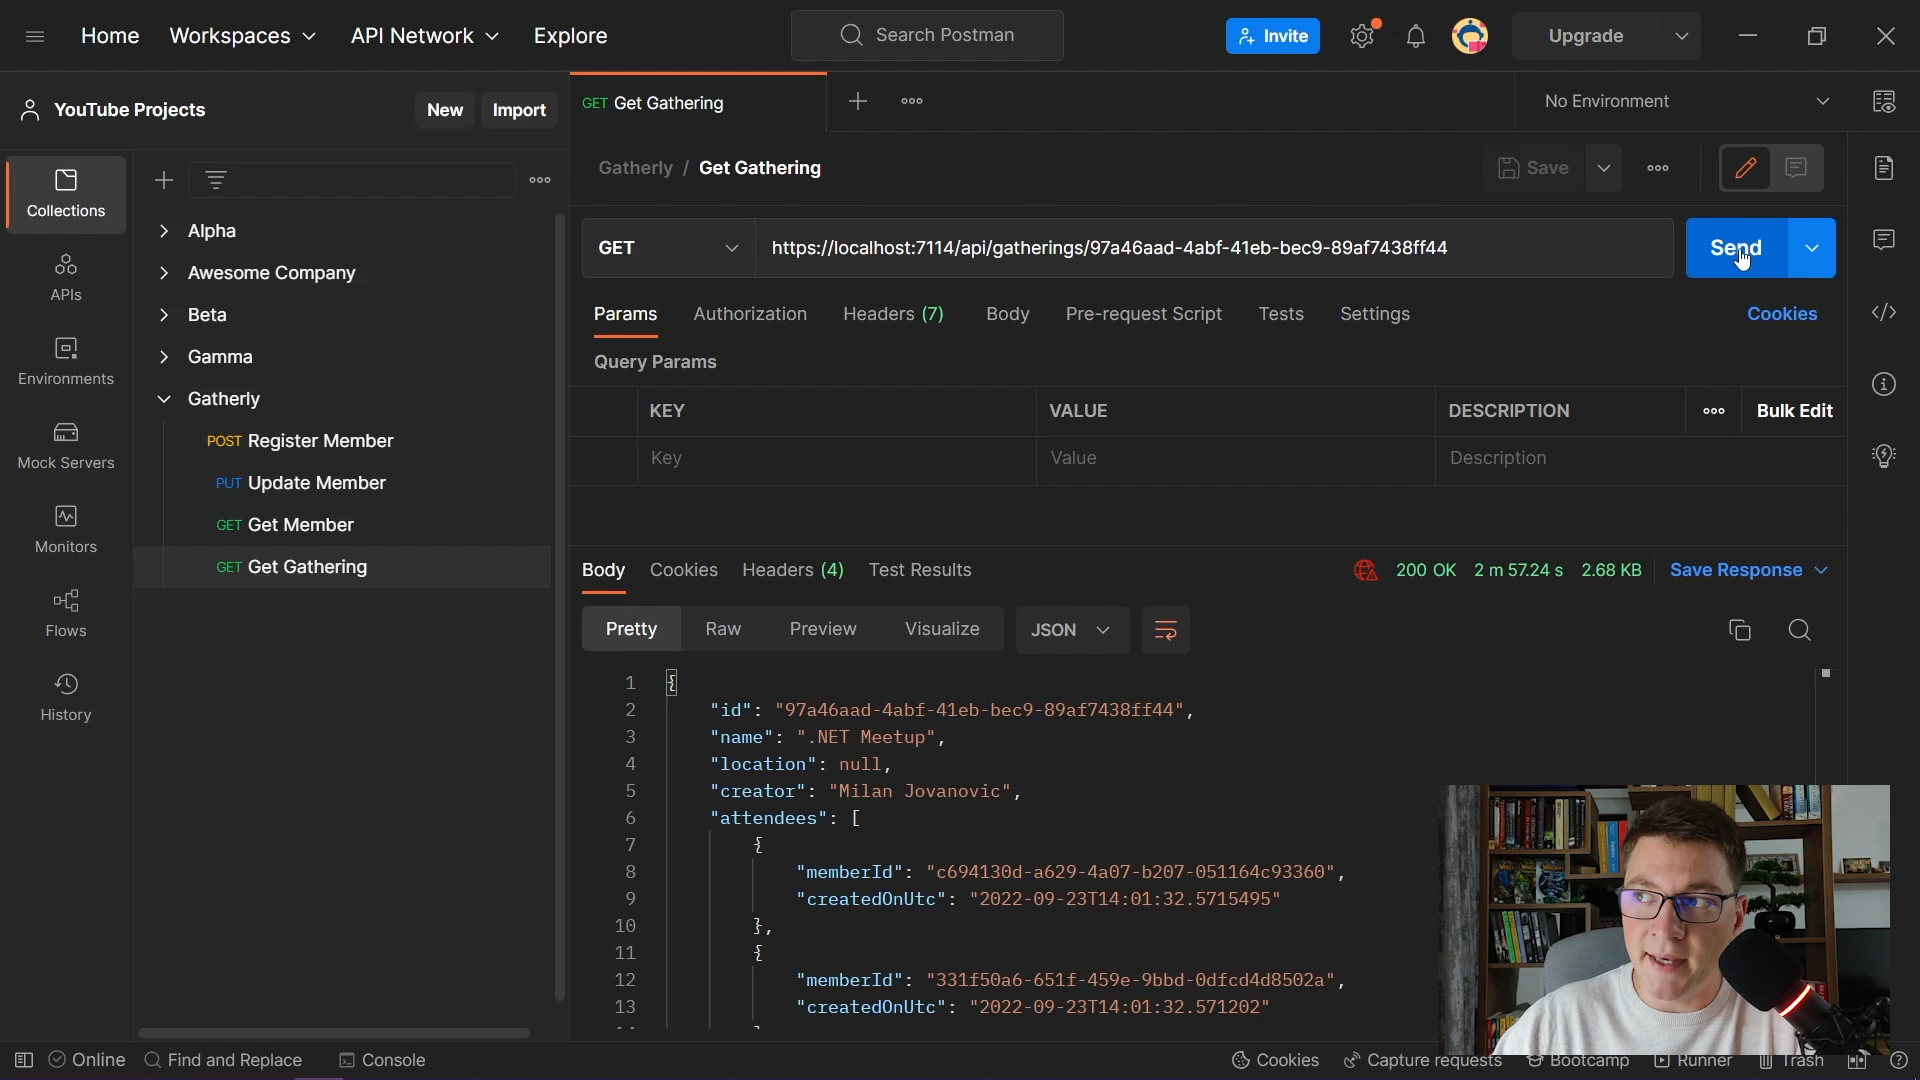 Home Workspaces API Network Explore Search Postman Invite Upgrade
YouTube Projects New Import GET Get Gathering No Environment
Gatherly / Get Gathering Save
Collections
APIs
Environments
Mock Servers
Monitors
Flows
History
Alpha
Awesome Company
Beta
Gamma
Gatherly
POST Register Member
PUT Update Member
GET Get Member
GET Get Gathering
GET https://localhost:7114/api/gatherings/97a46aad-4abf-41eb-bec9-89af7438ff44 Send
Params Authorization Headers (7) Body Pre-request Script Tests Settings Cookies
Query Params
KEY VALUE DESCRIPTION Bulk Edit
Key Value Description
Body Cookies Headers (4) Test Results 200 OK 2 m 57.24 s 2.68 KB Save Response
Pretty Raw Preview Visualize JSON
1 {
2 "id": "97a46aad-4abf-41eb-bec9-89af7438ff44",
3 "name": ".NET Meetup",
4 "location": null,
5 "creator": "Milan Jovanovic",
6 "attendees": [
7 {
8 "memberId": "c694130d-a629-4a07-b207-051164c93360",
9 "createdOnUtc": "2022-09-23T14:01:32.5715495"
10 },
11 {
12 "memberId": "331f50a6-651f-459e-9bbd-0dfcd4d8502a",
13 "createdOnUtc": "2022-09-23T14:01:32.571202"
Online Find and Replace Console Cookies Capture requests Bootcamp Runner Trash